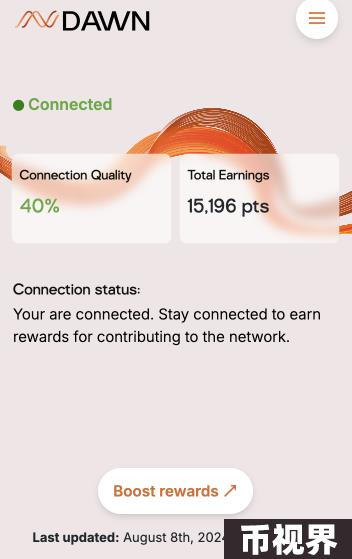 DAWN
Connected
Connection Quality
40%
Total Earnings
15,196 pts
Connection status:
Your are connected. Stay connected to earn
rewards for contributing to the network.
Boost rewards ↗
Last updated: August 8th, 2024
币视界